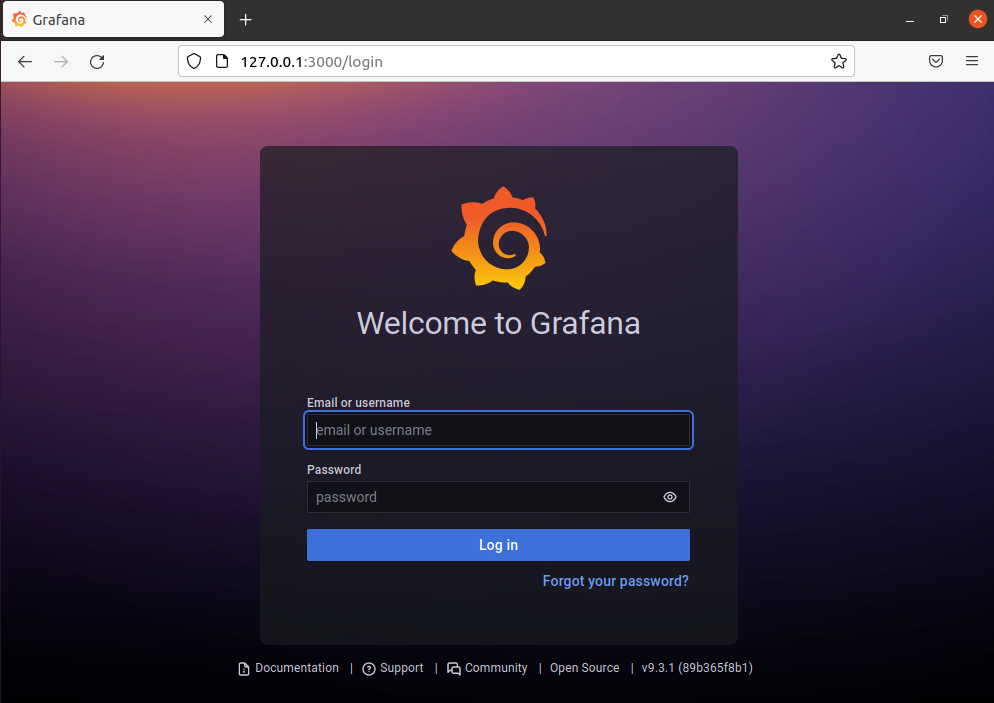 Grafana
127.0.0.1:3000/login
Welcome to Grafana
Email or username
email or username
Password
password
Log in
Forgot your password?
Documentation | Support | Community | Open Source | v9.3.1 (89b365f8b1)